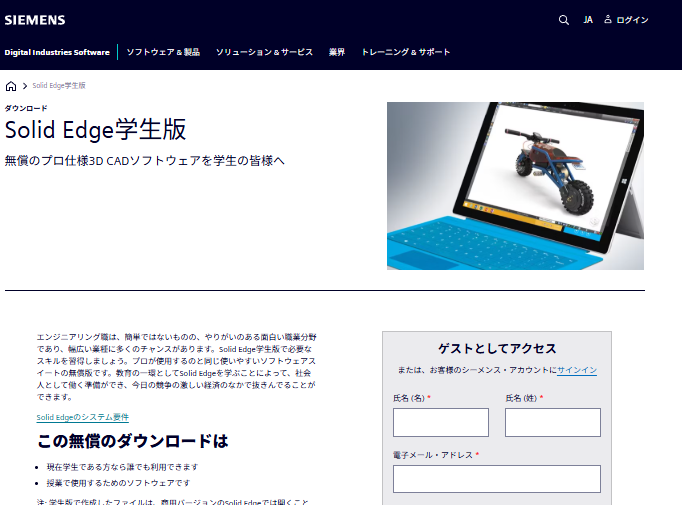 SIEMENS
JA ログイン
Digital Industries Software ソフトウェア & 製品 ソリューション & サービス 業界 トレーニング & サポート
Solid Edge学生版
ダウンロード
Solid Edge学生版
無償のプロ仕様3D CADソフトウェアを学生の皆様へ
エンジニアリング職は、簡単ではないものの、やりがいのある面白い職業分野
であり、幅広い業種に多くのチャンスがあります。Solid Edge学生版で必要な
スキルを習得しましょう。プロが使用するのと同じ使いやすいソフトウェアス
イートの無償版です。教育の一環としてSolid Edgeを学ぶことによって、社会
人として働く準備ができ、今日の競争の激しい経済のなかで抜きんでることが
できます。
Solid Edgeのシステム要件
この無償のダウンロードは
現在学生である方なら誰でも利用できます
授業で使用するためのソフトウェアです
注: 学生版で作成したファイルは、商用バージョンのSolid Edgeでは開くこと
ゲストとしてアクセス
または、お客様のシーメンス・アカウントにサインイン
氏名 (名) * 氏名 (姓) *
電子メール・アドレス *